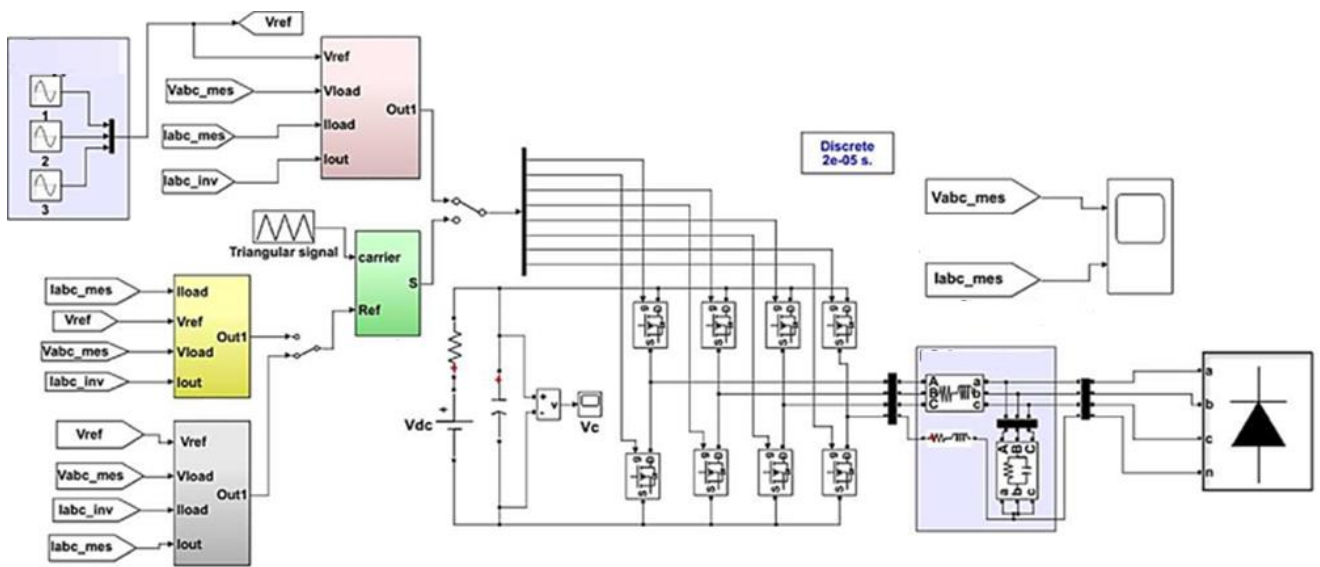 Vref
1
2
3
Vabc_mes
Iabc_mes
Iabc_inv
Vref
Vload
Iload
Iout
Out1
Triangular signal
carrier
Ref
S
Iabc_mes
Vref
Vabc_mes
Iabc_inv
Iload
Vref
Vload
Iout
Out1
Vref
Vabc_mes
Iabc_inv
Iabc_mes
Vref
Vload
Iload
Iout
Out1
Discrete
2e-05 s.
Vabc_mes
Iabc_mes
Vdc
+
+
-
v
Vc
g D
S
g D
S
g D
S
g D
S
g D
S
g D
S
g D
S
g D
S
A a
B b
C c
A B C
a b c
a
b
c
n